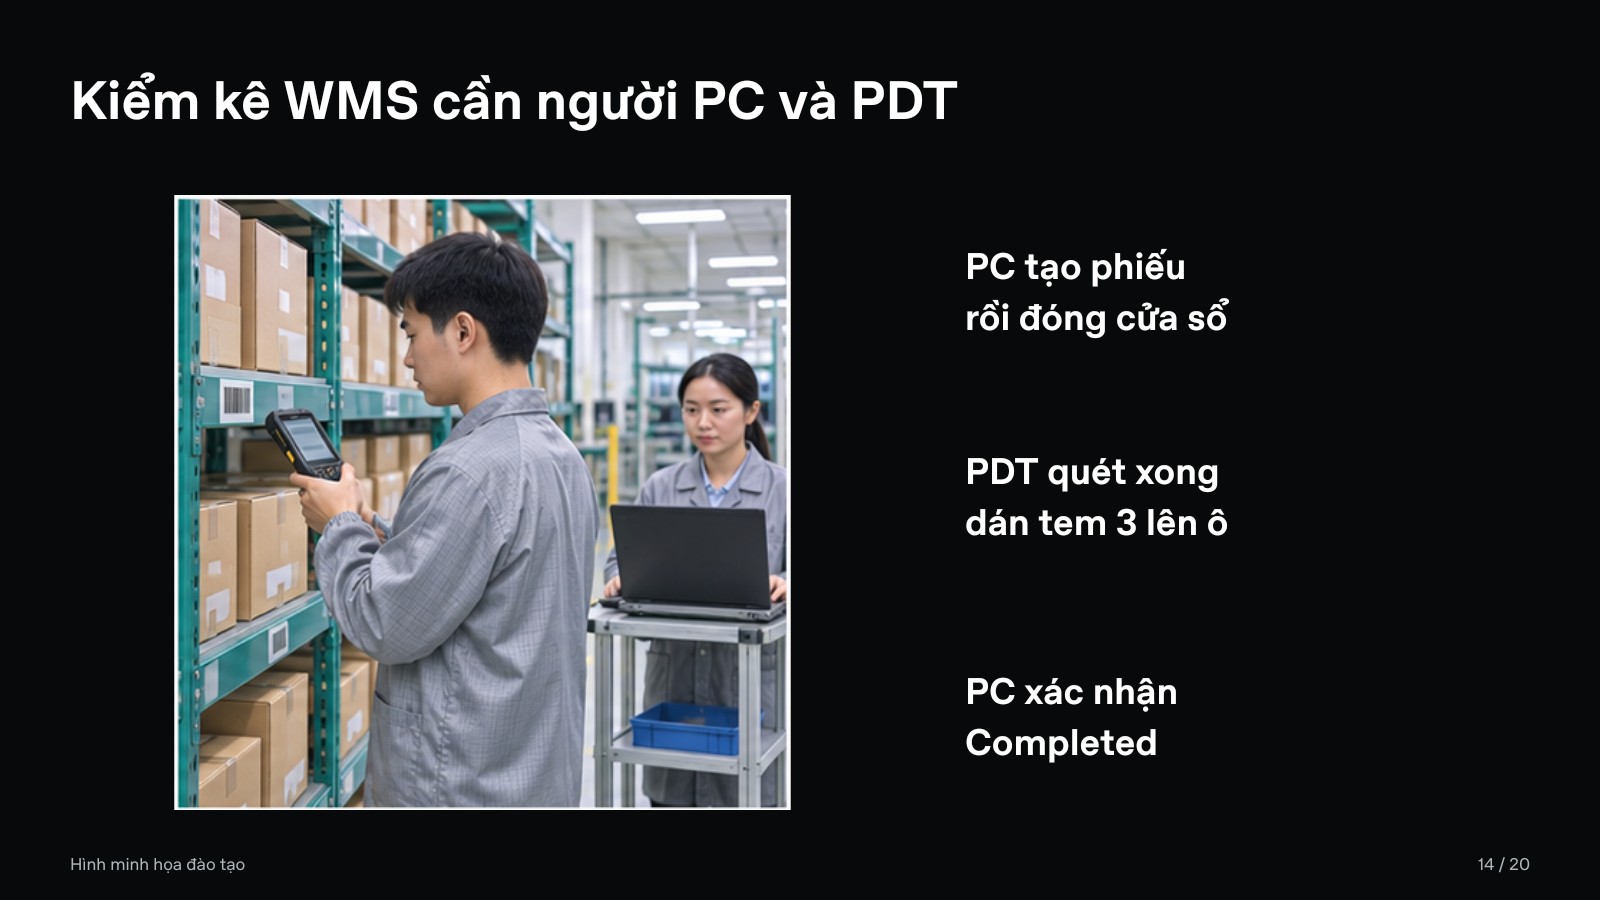 Kiểm kê WMS cần người PC và PDT
PC tạo phiếu
rồi đóng cửa sổ
PDT quét xong
dán tem 3 lên ô
PC xác nhận
Completed
Hình minh họa đào tạo
14 / 20